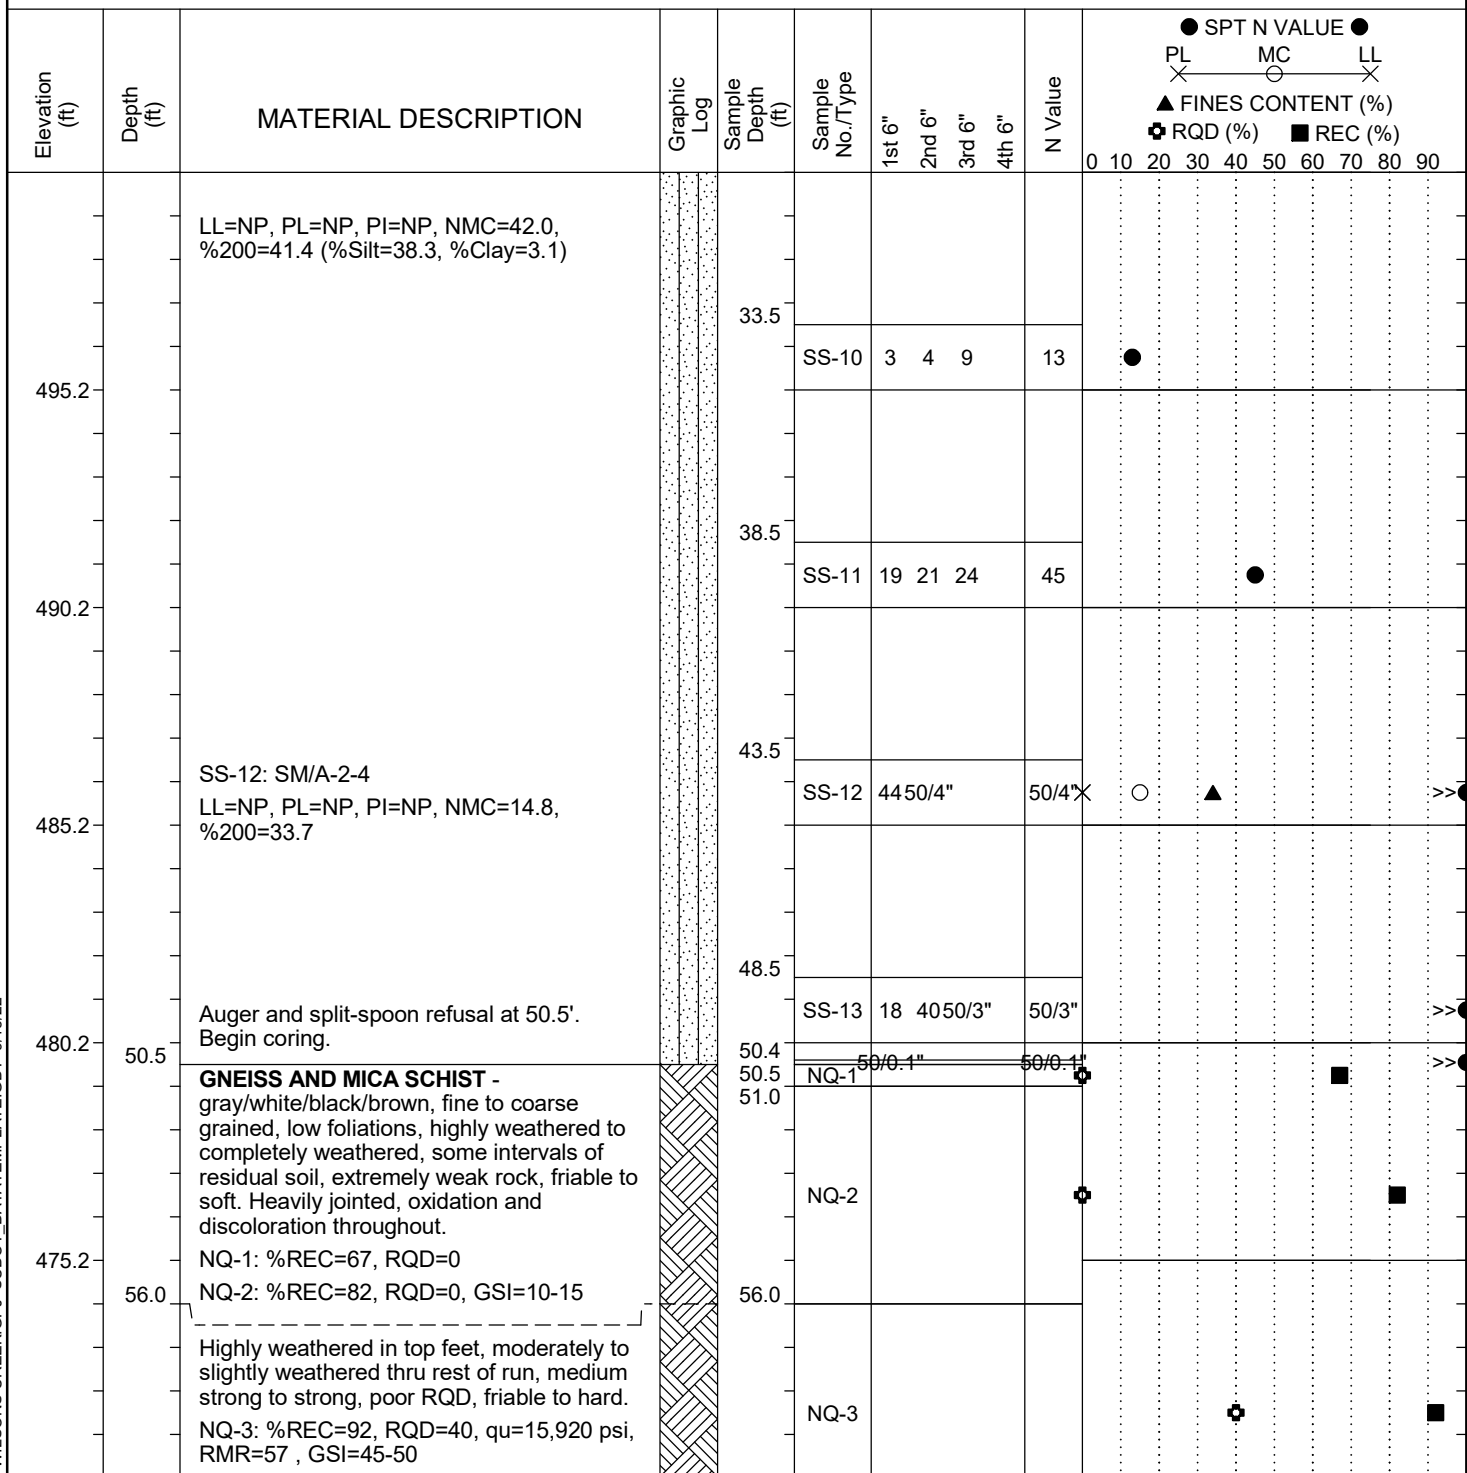 ● SPT N VALUE ●
PL MC LL
▲ FINES CONTENT (%)
RQD (%) ■ REC (%)
Elevation (ft)
Depth (ft)
MATERIAL DESCRIPTION
Graphic Log
Sample Depth (ft)
Sample No./Type
1st 6"
2nd 6"
3rd 6"
4th 6"
N Value
0 10 20 30 40 50 60 70 80 90
LL=NP, PL=NP, PI=NP, NMC=42.0,
%200=41.4 (%Silt=38.3, %Clay=3.1)
33.5
SS-10 3 4 9 13
495.2
38.5
SS-11 19 21 24 45
490.2
43.5
SS-12: SM/A-2-4
SS-12 44 50/4" 50/4" >>
LL=NP, PL=NP, PI=NP, NMC=14.8,
485.2
%200=33.7
48.5
Auger and split-spoon refusal at 50.5'.
SS-13 18 40 50/3" 50/3" >>
Begin coring.
480.2
50.5
50.4
50/0.1" 50/0.1" >>
50.5
NQ-1
51.0
GNEISS AND MICA SCHIST -
gray/white/black/brown, fine to coarse
grained, low foliations, highly weathered to
completely weathered, some intervals of
residual soil, extremely weak rock, friable to
soft. Heavily jointed, oxidation and
discoloration throughout.
NQ-2
475.2
NQ-1: %REC=67, RQD=0
NQ-2: %REC=82, RQD=0, GSI=10-15
56.0
56.0
Highly weathered in top feet, moderately to
slightly weathered thru rest of run, medium
strong to strong, poor RQD, friable to hard.
NQ-3
NQ-3: %REC=92, RQD=40, qu=15,920 psi,
RMR=57 , GSI=45-50